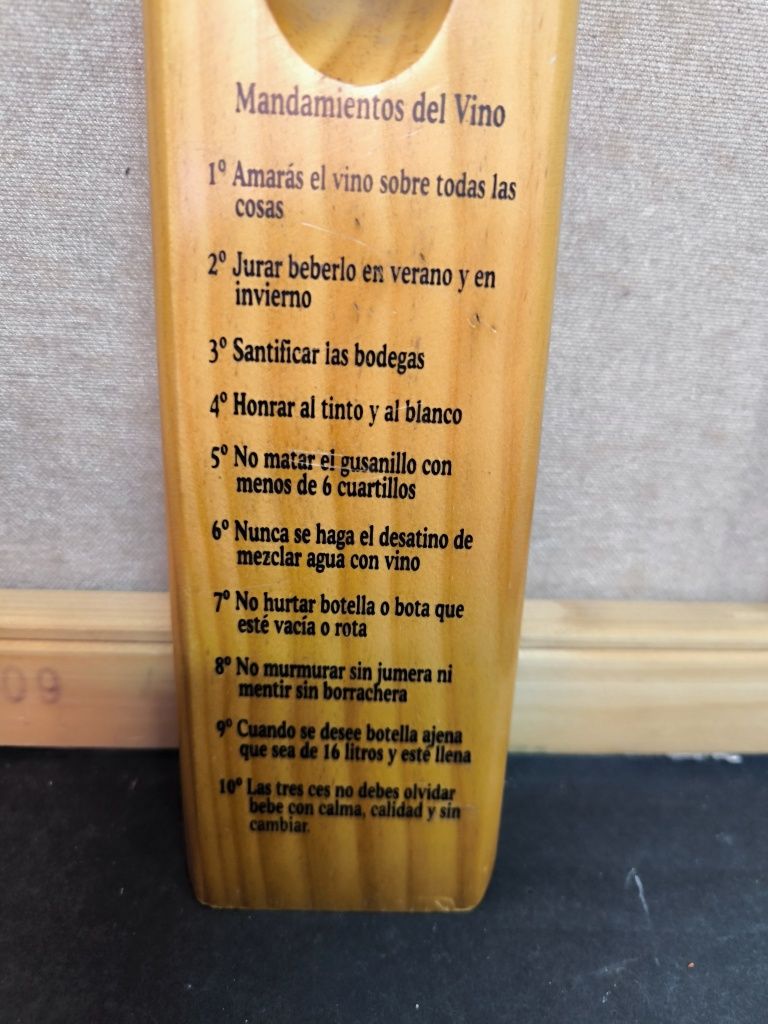 Mandamientos del Vino
1º Amarás el vino sobre todas las
cosas
2º Jurar beberlo en verano y en
invierno
3º Santificar las bodegas
4º Honrar al tinto y al blanco
5º No matar el gusanillo con
menos de 6 cuartillos
6º Nunca se haga el desatino de
mezclar agua con vino
7º No hurtar botella o bota que
esté vacía o rota
8º No murmurar sin jumera ni
mentir sin borrachera
9º Cuando se desee botella ajena
que sea de 16 litros y esté llena
10º Las tres ces no debes olvidar
bebe con calma, calidad y sin
cambiar.
09